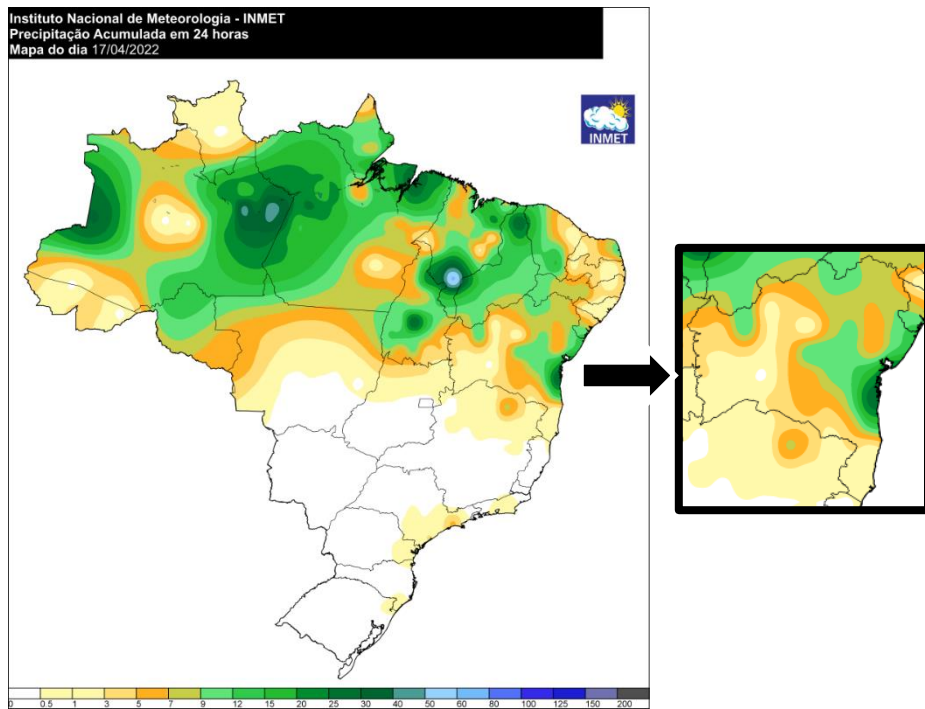 Instituto Nacional de Meteorologia - INMET
Precipitação Acumulada em 24 horas
Mapa do dia 17/04/2022
INMET
0 0.5 1 3 5 7 9 12 15 20 25 30 40 50 60 80 100 125 150 200